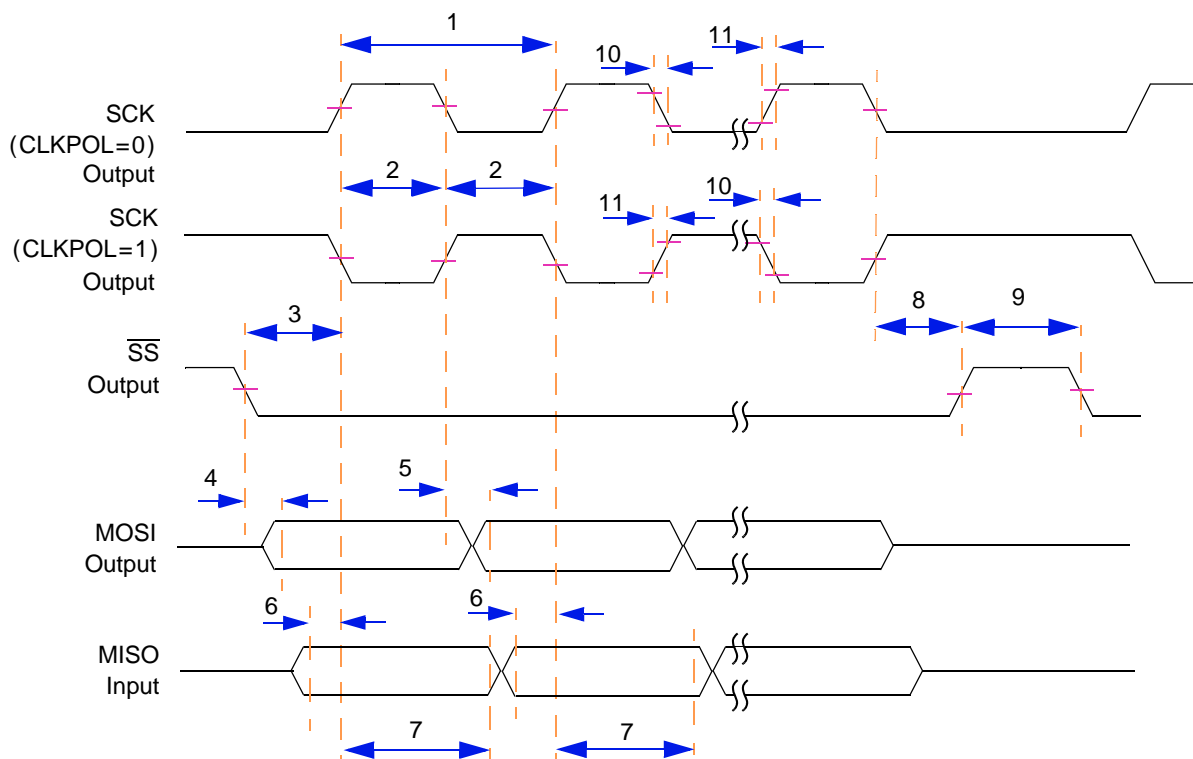 1
10
11
SCK
(CLKPOL=0)
Output
2
2
10
SCK
(CLKPOL=1)
Output
11
3
8
9
SS
Output
4
5
MOSI
Output
6
6
MISO
Input
7
7